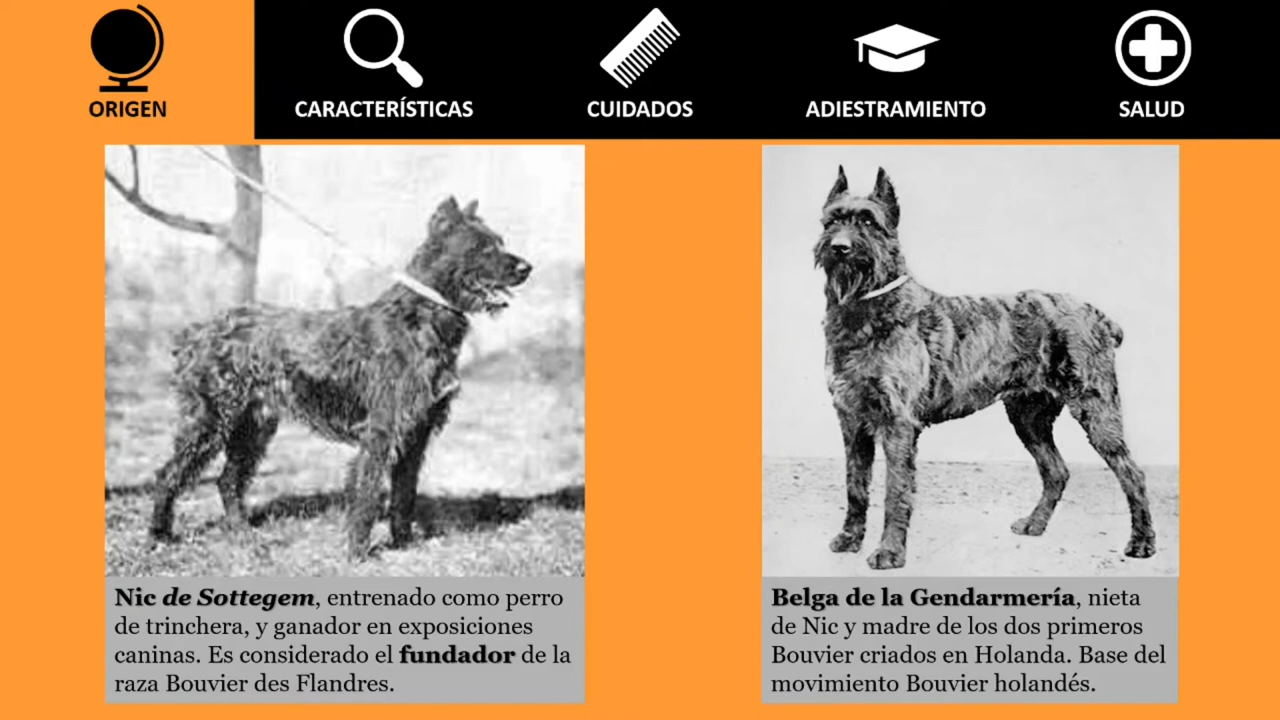 ORIGEN
CARACTERÍSTICAS
CUIDADOS
ADIESTRAMIENTO
SALUD
Nic de Sottegem, entrenado como perro
de trinchera, y ganador en exposiciones
caninas. Es considerado el fundador de la
raza Bouvier des Flandres.
Belga de la Gendarmería, nieta
de Nic y madre de los dos primeros
Bouvier criados en Holanda. Base del
movimiento Bouvier holandés.